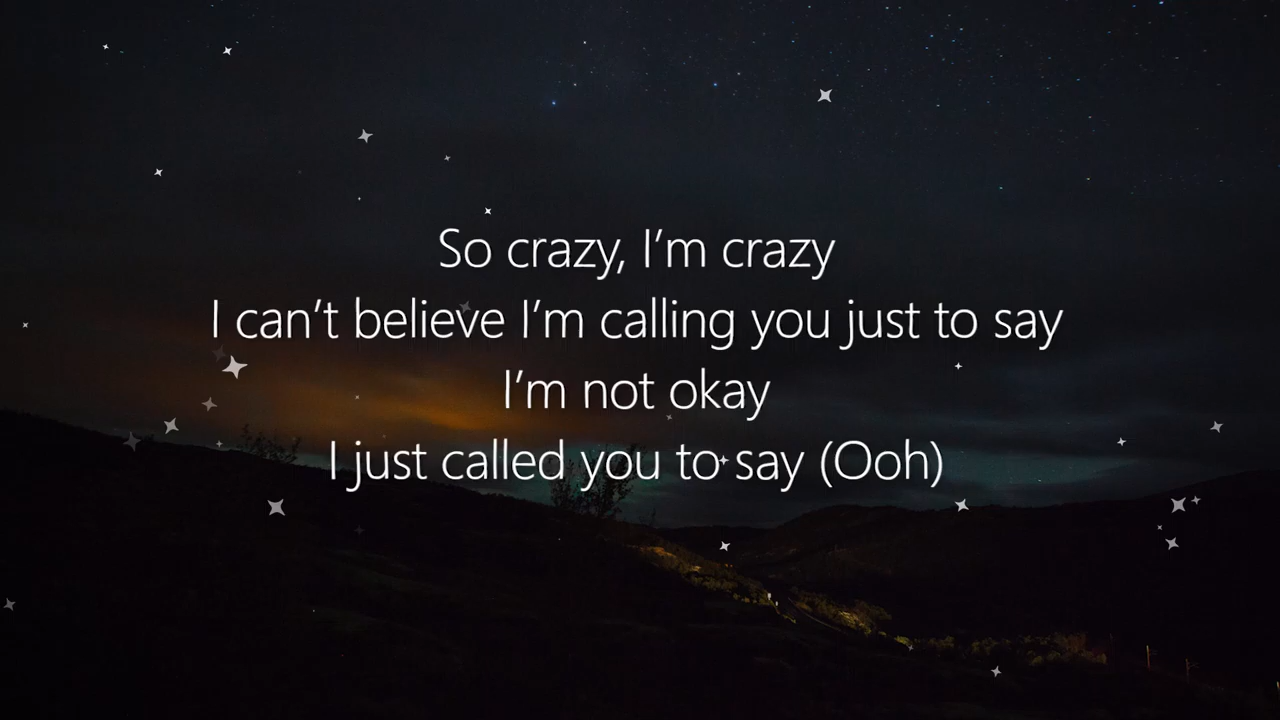 So crazy, I'm crazy
I can't believe I'm calling you just to say
I'm not okay
I just called you to say (Ooh)